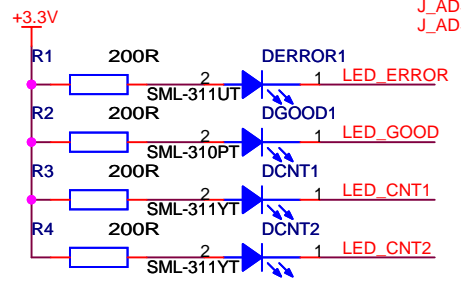 J_AD
+3.3V
J_AD
R1 200R DERROR1
2 1 LED_ERROR
SML-311UT
R2 200R DGOOD1
2 1 LED_GOOD
SML-310PT
R3 200R DCNT1
2 1 LED_CNT1
SML-311YT
R4 200R DCNT2
2 1 LED_CNT2
SML-311YT